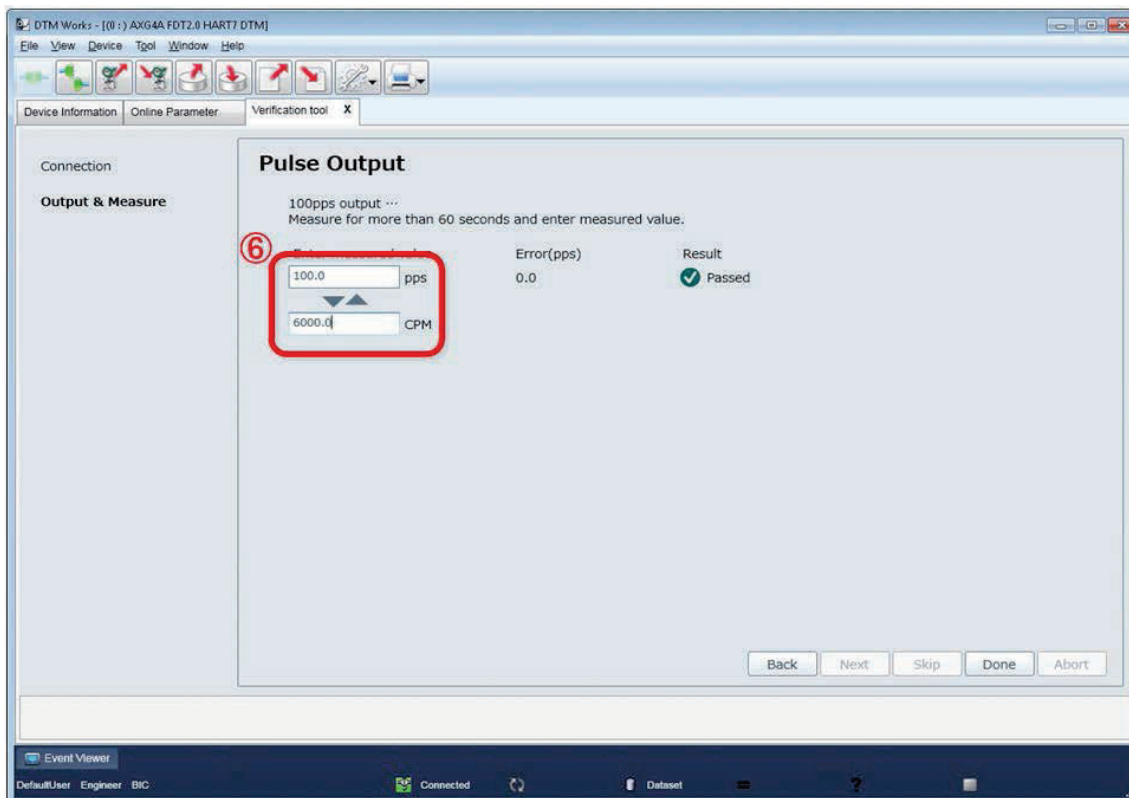 DTM Works - [(0 : ) AXG4A FDT2.0 HART7 DTM]
File View Device Tool Window Help
Device Information Online Parameter Verification tool X
Connection
Output & Measure
Pulse Output
100pps output ⋯
Measure for more than 60 seconds and enter measured value.
⑥
Enter measured value Error(pps) Result
100.0 pps 0.0 Passed
6000.0 CPM
Back Next Skip Done Abort
Event Viewer
DefaultUser Engineer BIC Connected Dataset = ?